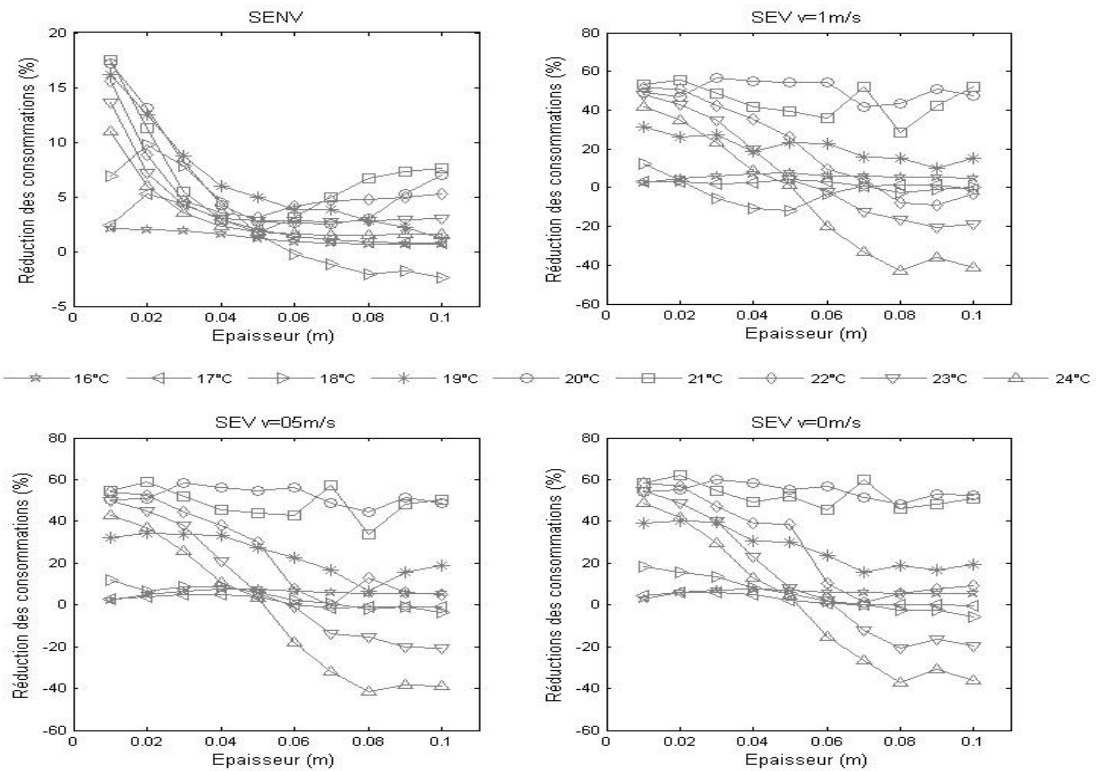 SENV
Réduction des consommations (%)
20
15
10
5
0
-5
0 0.02 0.04 0.06 0.08 0.1
Epaisseur (m)
SEV v=1m/s
Réduction des consommations (%)
80
60
40
20
0
-20
-40
-60
0 0.02 0.04 0.06 0.08 0.1
Epaisseur (m)
16°C 17°C 18°C 19°C 20°C 21°C 22°C 23°C 24°C
SEV v=05m/s
Réduction des consommations (%)
80
60
40
20
0
-20
-40
-60
0 0.02 0.04 0.06 0.08 0.1
Epaisseur (m)
SEV v=0m/s
Réductions des consommations (%)
80
60
40
20
0
-20
-40
-60
0 0.02 0.04 0.06 0.08 0.1
Epaisseur (m)